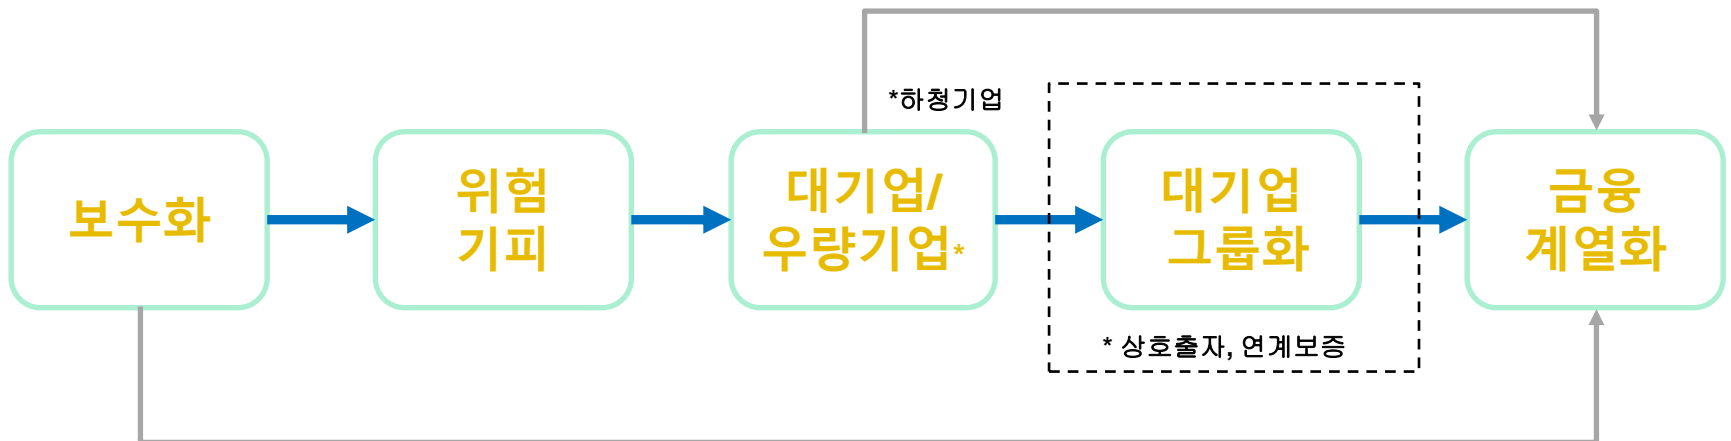 *하청기업
보수화
위험
기피
대기업/
우량기업*
대기업
그룹화
금융
계열화
* 상호출자, 연계보증